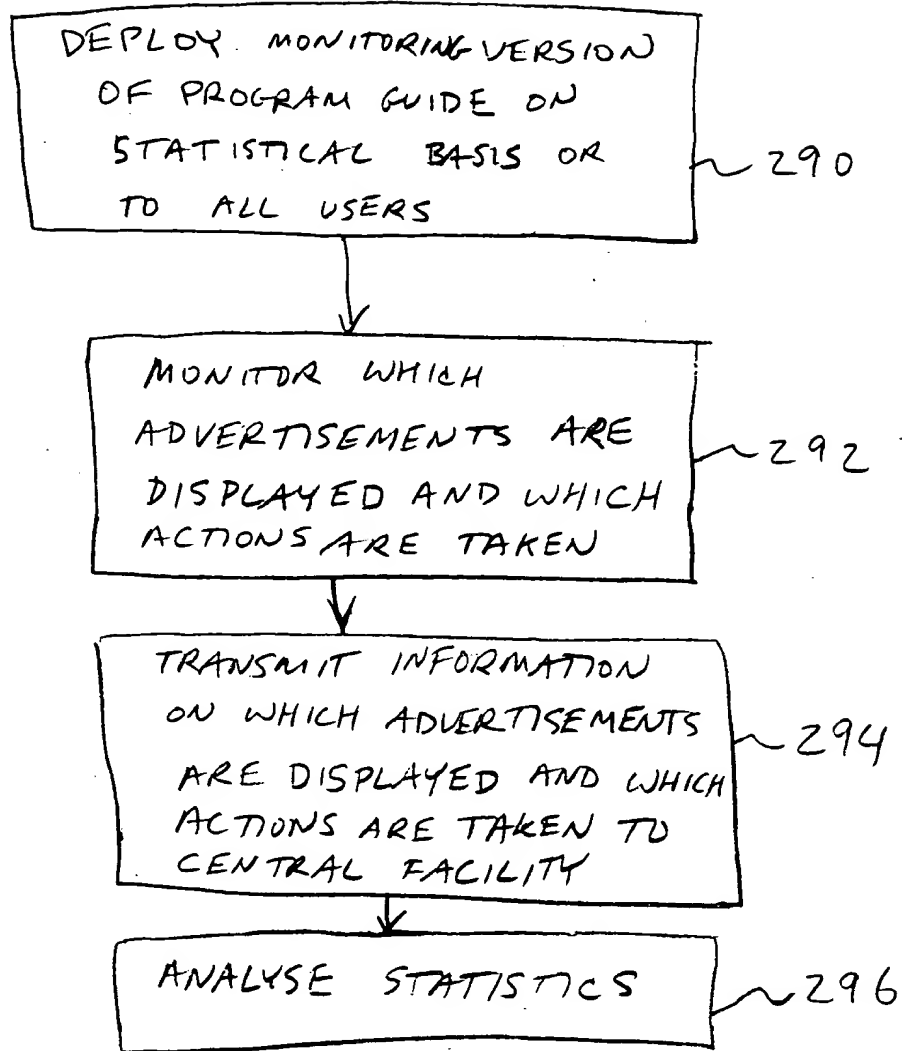 DEPLOY MONITORING VERSION
OF PROGRAM GUIDE ON
STATISTICAL BASIS OR
TO ALL USERS
290
MONITOR WHICH
ADVERTISEMENTS ARE
DISPLAYED AND WHICH
ACTIONS ARE TAKEN
292
TRANSMIT INFORMATION
ON WHICH ADVERTISEMENTS
ARE DISPLAYED AND WHICH
ACTIONS ARE TAKEN TO
CENTRAL FACILITY
294
ANALYSE STATISTICS
296